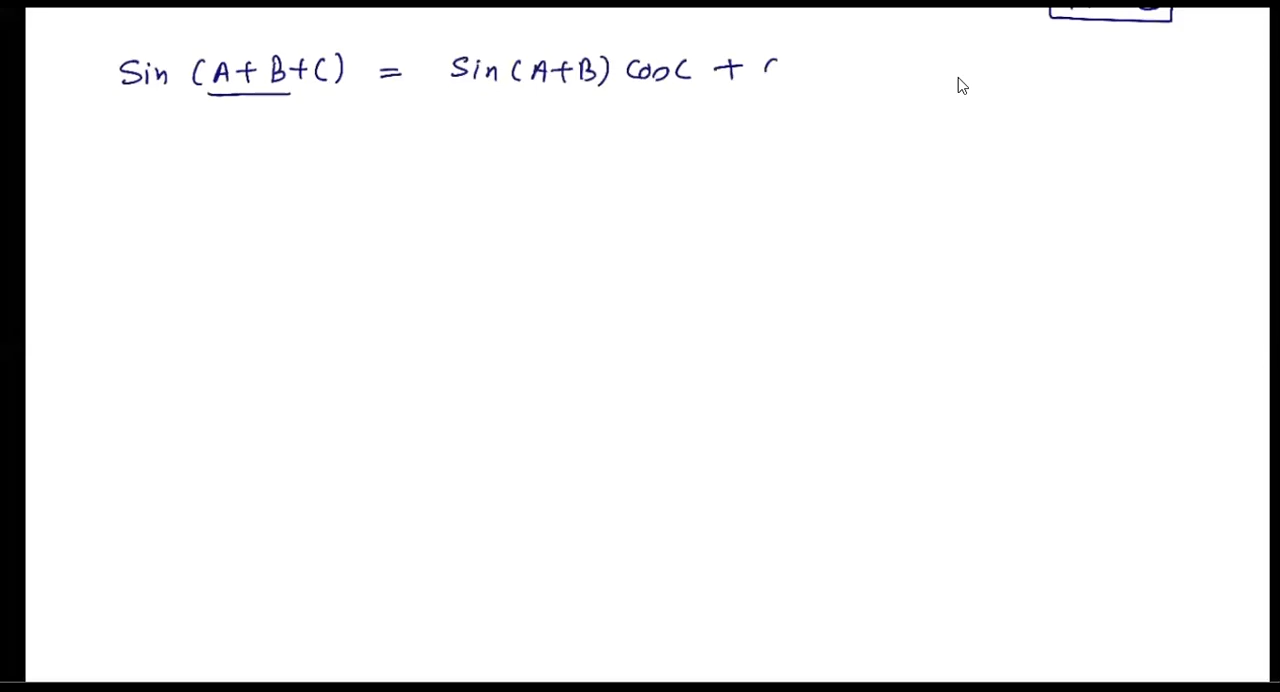 Sin (A+B+C) = Sin(A+B) CosC +